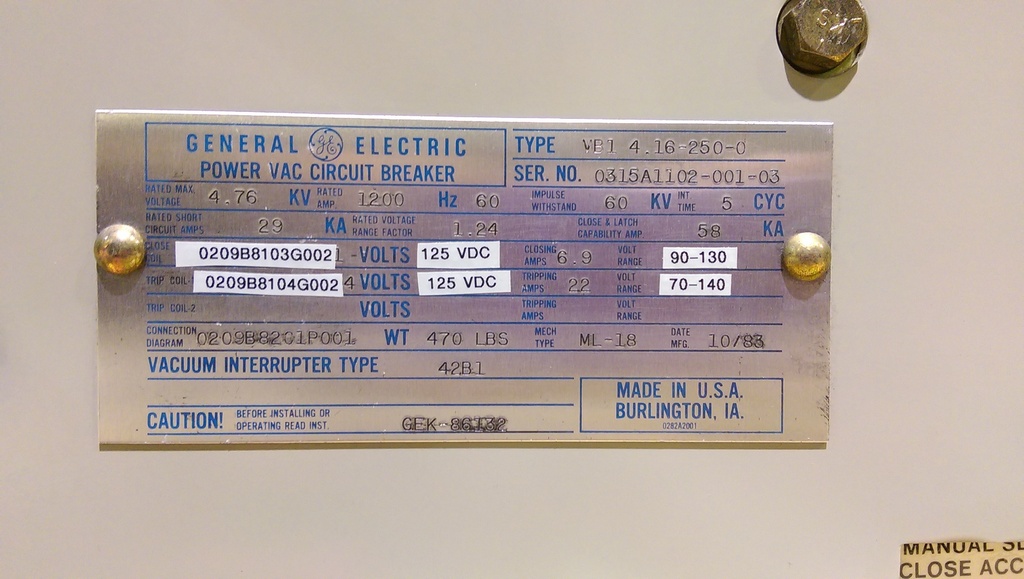 GENERAL GE ELECTRIC
POWER VAC CIRCUIT BREAKER
TYPE VB1 4.16-250-0
SER. NO. 0315A1102-001-03
RATED MAX. VOLTAGE 4.76 KV RATED AMP. 1200 Hz 60 IMPULSE WITHSTAND 60 KV INT TIME 5 CYC
RATED SHORT CIRCUIT AMPS 29 KA RATED VOLTAGE RANGE FACTOR 1.24 CLOSE & LATCH CAPABILITY AMP. 58 KA
CLOSE COIL 0209B8103G002 -VOLTS 125 VDC CLOSING AMPS 6.9 VOLT RANGE 90-130
TRIP COIL- 0209B8104G002 VOLTS 125 VDC TRIPPING AMPS 22 VOLT RANGE 70-140
TRIP COIL-2 VOLTS TRIPPING AMPS VOLT RANGE
CONNECTION DIAGRAM 0209B8201P001 WT 470 LBS MECH TYPE ML-18 DATE MFG. 10/88
VACUUM INTERRUPTER TYPE 42B1
CAUTION! BEFORE INSTALLING OR OPERATING READ INST. GEK-86132
MADE IN U.S.A.
BURLINGTON, IA.
0282A2001
MANUAL
CLOSE ACC